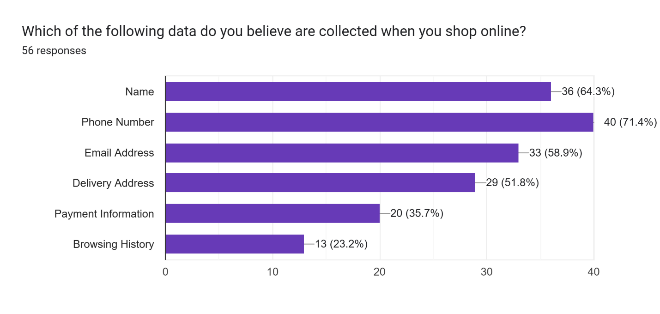 Which of the following data do you believe are collected when you shop online?
56 responses
Name
36 (64.3%)
Phone Number
40 (71.4%)
Email Address
33 (58.9%)
Delivery Address
29 (51.8%)
Payment Information
20 (35.7%)
Browsing History
13 (23.2%)
0 10 20 30 40